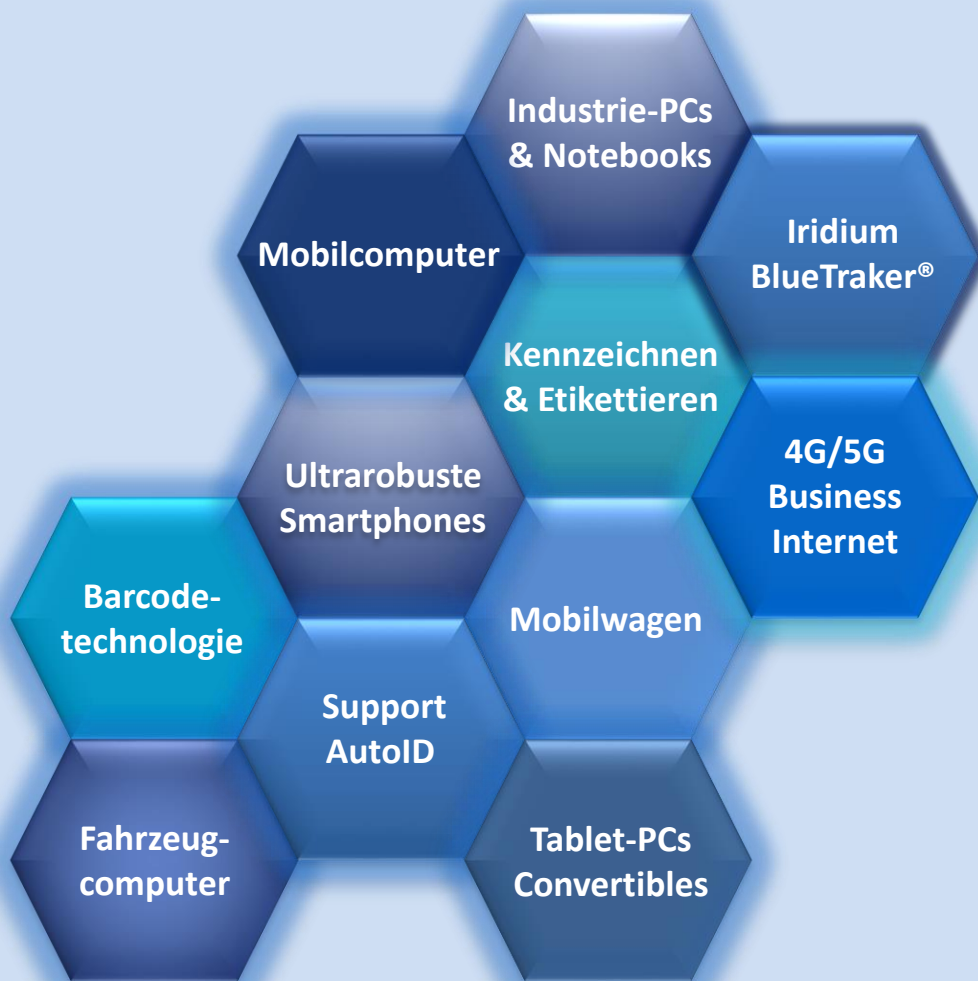 Industrie-PCs
& Notebooks
Mobilcomputer
Iridium
BlueTraker®
Kennzeichnen
& Etikettieren
Ultrarobuste
Smartphones
4G/5G
Business
Internet
Barcode-
technologie
Mobilwagen
Support
AutoID
Fahrzeug-
computer
Tablet-PCs
Convertibles